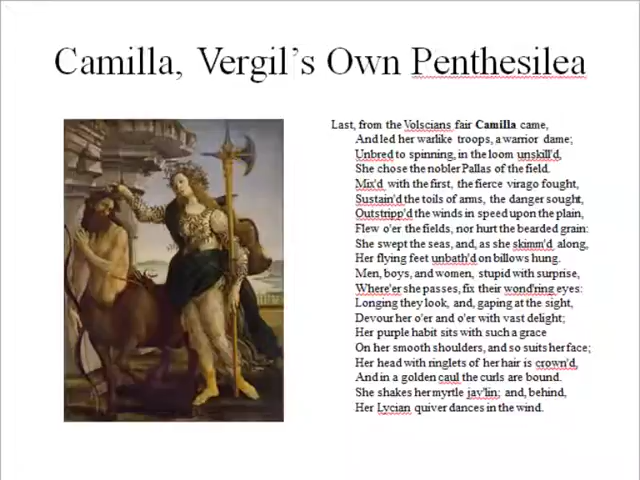 Camilla, Vergil's Own Penthesilea
Last, from the Volscians fair Camilla came,
And led her warlike troops, a warrior dame;
Unbred to spinning, in the loom unskill'd,
She chose the nobler Pallas of the field.
Mix'd with the first, the fierce virago fought,
Sustain'd the toils of arms, the danger sought,
Outstripp'd the winds in speed upon the plain,
Flew o'er the fields, nor hurt the bearded grain:
She swept the seas, and, as she skimm'd along,
Her flying feet unbath'd on billows hung.
Men, boys, and women, stupid with surprise,
Where'er she passes, fix their wond'ring eyes:
Longing they look, and, gaping at the sight,
Devour her o'er and o'er with vast delight;
Her purple habit sits with such a grace
On her smooth shoulders, and so suits her face;
Her head with ringlets of her hair is crown'd,
And in a golden caul the curls are bound.
She shakes her myrtle jav'lin; and, behind,
Her Lycian quiver dances in the wind.